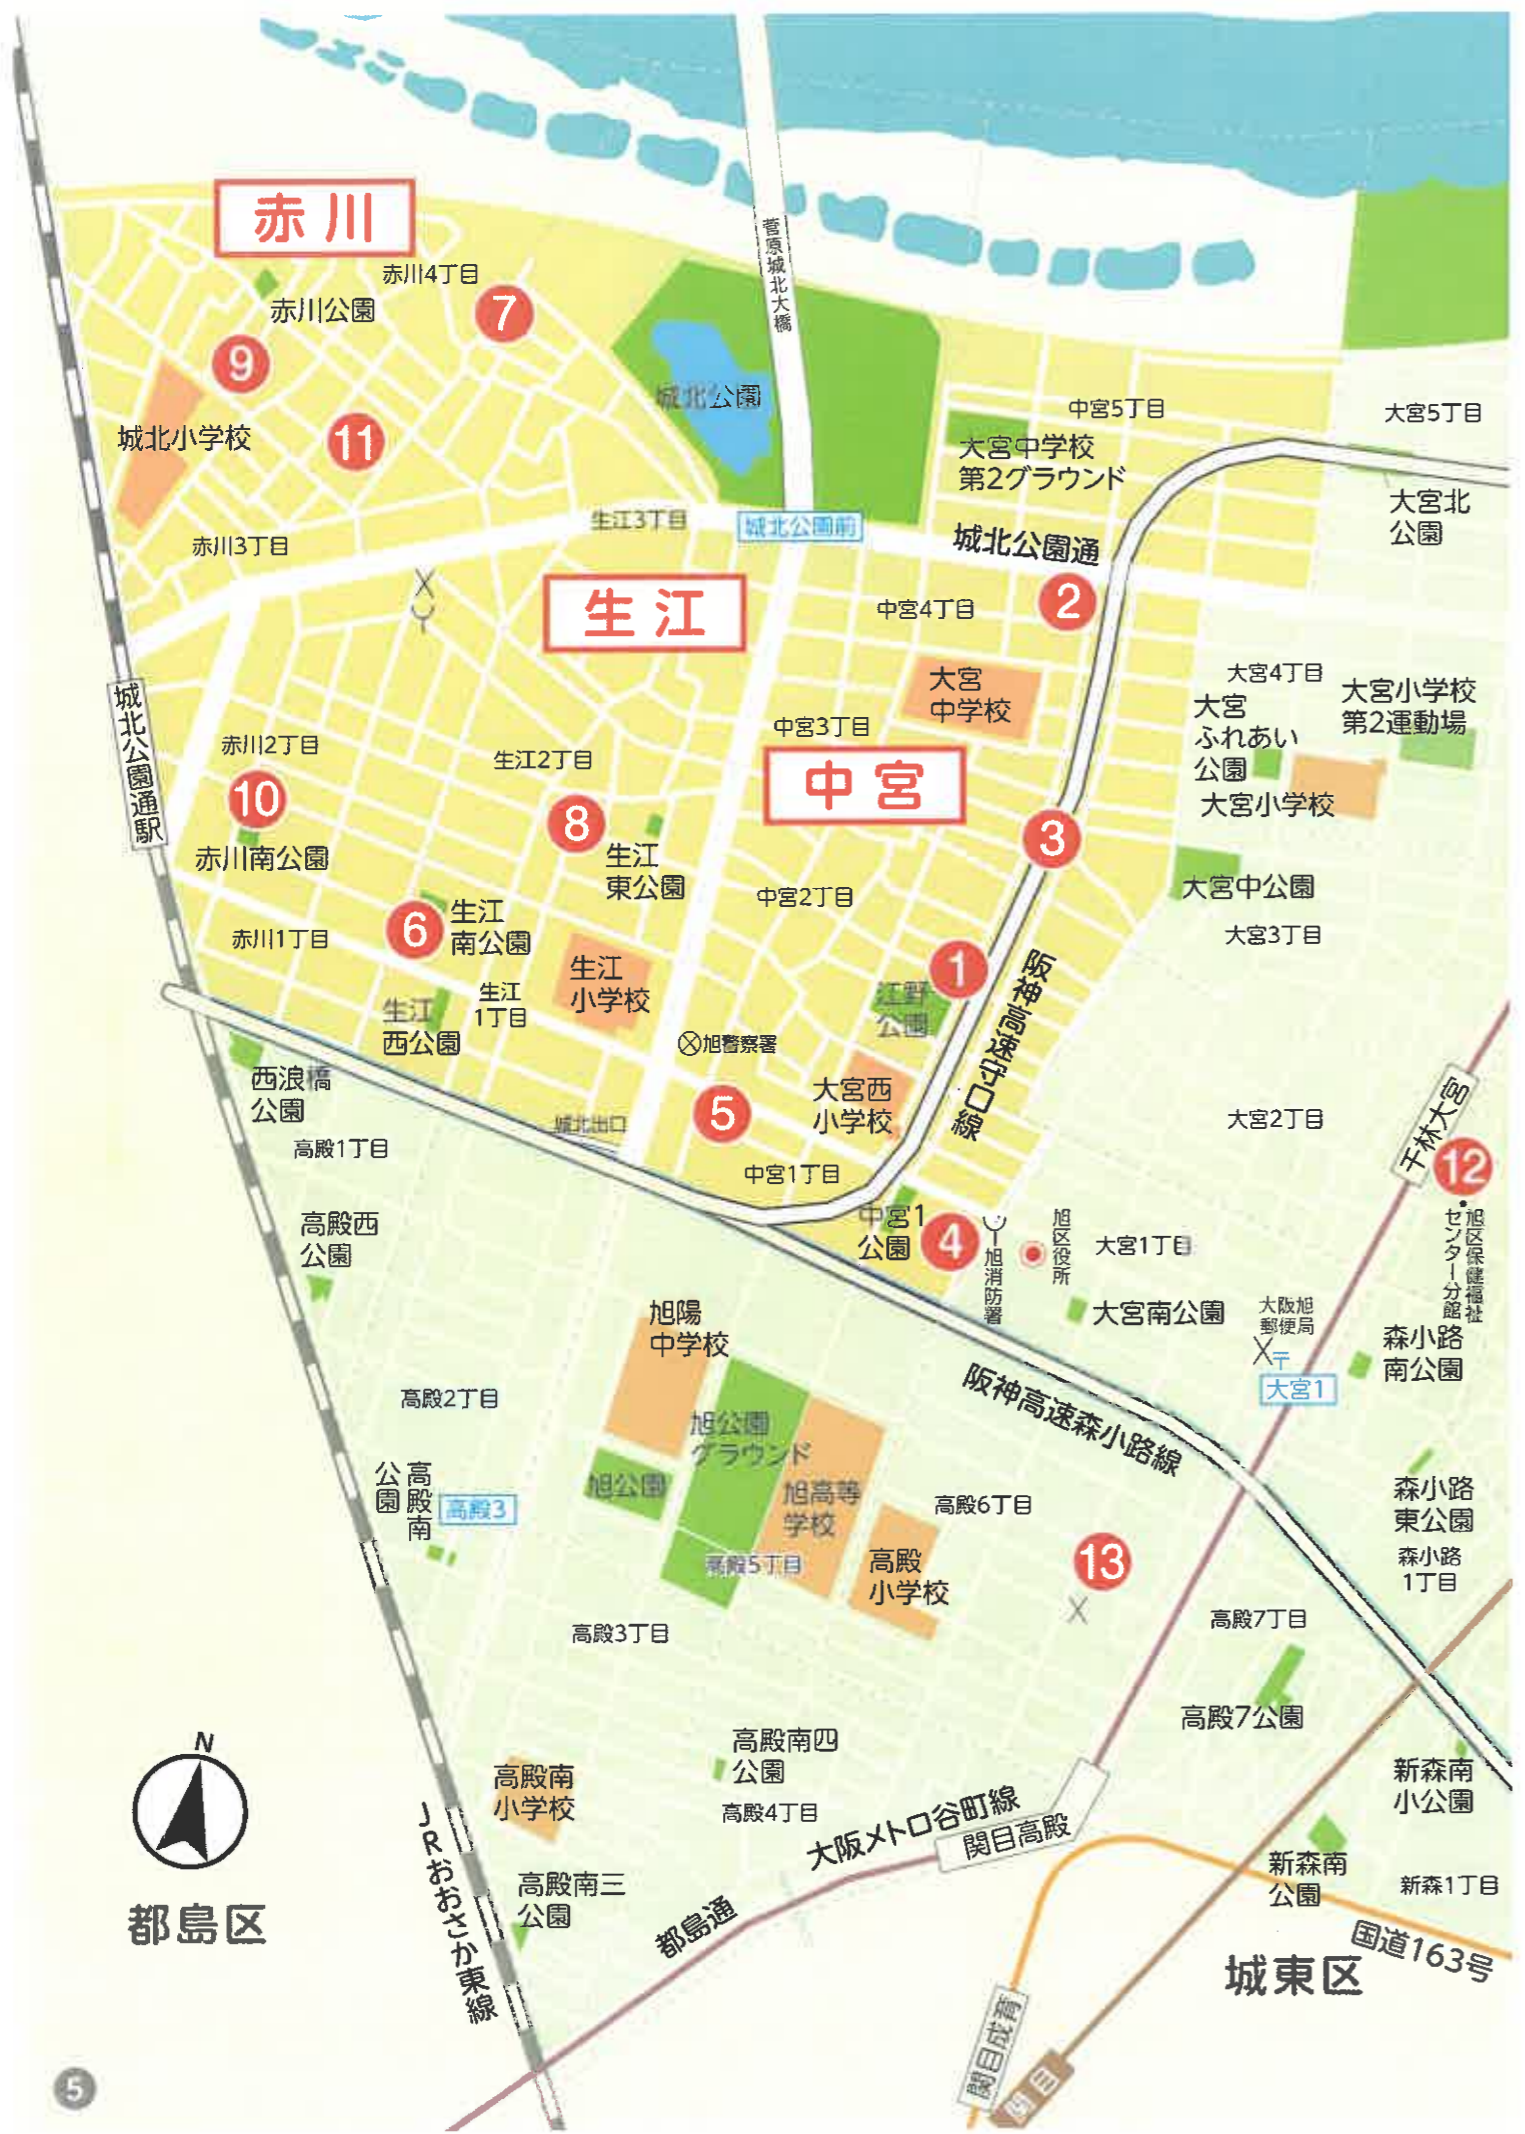 赤川
菅原城北大橋
赤川4丁目
赤川公園
7
9
城北公園
中宮5丁目
大宮5丁目
11
城北小学校
大宮中学校
第2グラウンド
大宮北
公園
生江3丁目
城北公園前
城北公園通
赤川3丁目
生江
中宮4丁目
2
大宮
中学校
大宮4丁目
大宮小学校
第2運動場
大宮
ふれあい
公園
城北公園通駅
中宮3丁目
赤川2丁目
生江2丁目
中宮
10
8
3
大宮小学校
赤川南公園
生江
東公園
中宮2丁目
大宮中公園
6
生江
南公園
赤川1丁目
大宮3丁目
生江
小学校
1
江野
公園
阪神高速守口線
生江
西公園
生江
1丁目
旭警察署
西浪橋
公園
大宮西
小学校
5
城北出口
千林大宮
大宮2丁目
高殿1丁目
中宮1丁目
12
旭区保健福祉
センター分館
高殿西
公園
中宮1
公園
4
旭消防署
旭区役所
大宮1丁目
旭陽
中学校
大宮南公園
大阪旭
郵便局
〒
大宮1
森小路
南公園
阪神高速森小路線
高殿2丁目
旭公園
グラウンド
旭公園
旭高等
学校
高殿南
公園
高殿3
高殿6丁目
森小路
東公園
高殿5丁目
高殿
小学校
13
森小路
1丁目
高殿3丁目
高殿7丁目
高殿7公園
N
高殿南四
公園
高殿南
小学校
高殿4丁目
新森南
小公園
大阪メトロ谷町線
関目高殿
JRおおさか東線
高殿南三
公園
新森南
公園
新森1丁目
都島区
都島通
国道163号
城東区
関目成育
関目
5